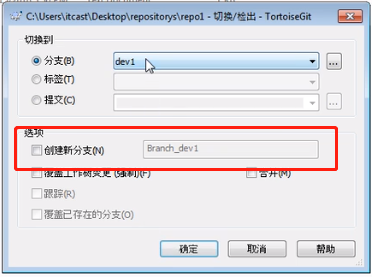 C:\Users\itcast\Desktop\repositorys\repo1 - 切换/检出 - TortoiseGit
切换到
分支(B)
dev1
...
标签(T)
提交(C)
...
选项
创建新分支(N)
Branch_dev1
覆盖工作树变更(强制)(F)
合并(M)
跟踪(R)
覆盖已存在的分支(O)
确定
取消
帮助